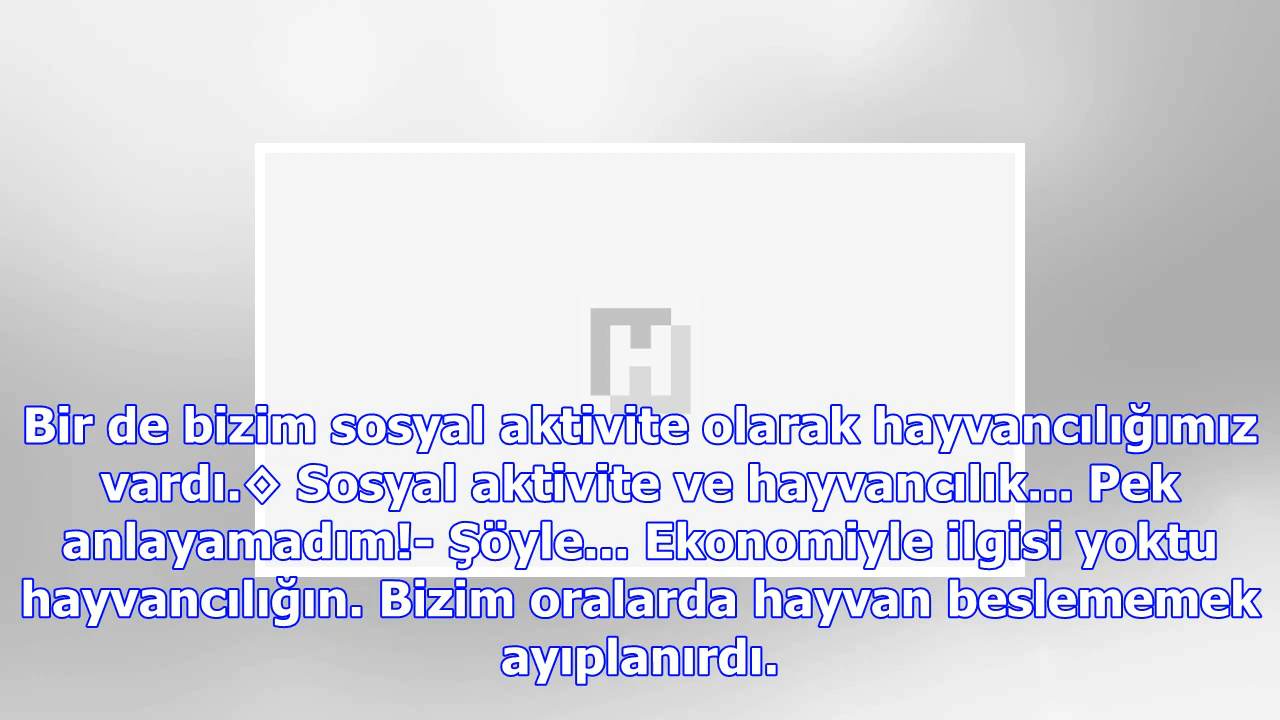 H
Bir de bizim sosyal aktivite olarak hayvancılığımız
vardı.◊ Sosyal aktivite ve hayvancılık... Pek
anlayamadım!- Şöyle... Ekonomiyle ilgisi yoktu
hayvancılığın. Bizim oralarda hayvan beslememek
ayıplanırdı.